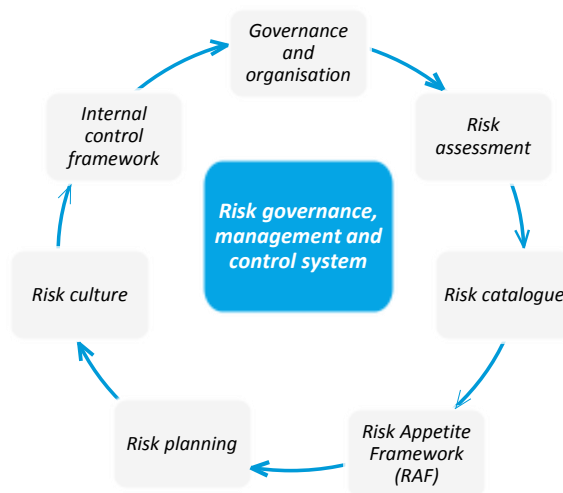 Governance
and
organisation
Risk
assessment
Risk catalogue
Risk Appetite
Framework
(RAF)
Risk planning
Risk culture
Internal
control
framework
Risk governance,
management and
control system